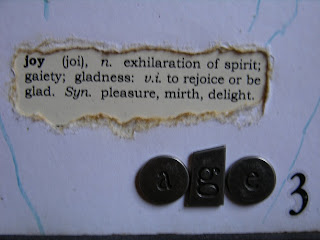 joy (joi), n. exhilaration of spirit;
gaiety; gladness: v.i. to rejoice or be
glad. Syn. pleasure, mirth, delight.
age 3